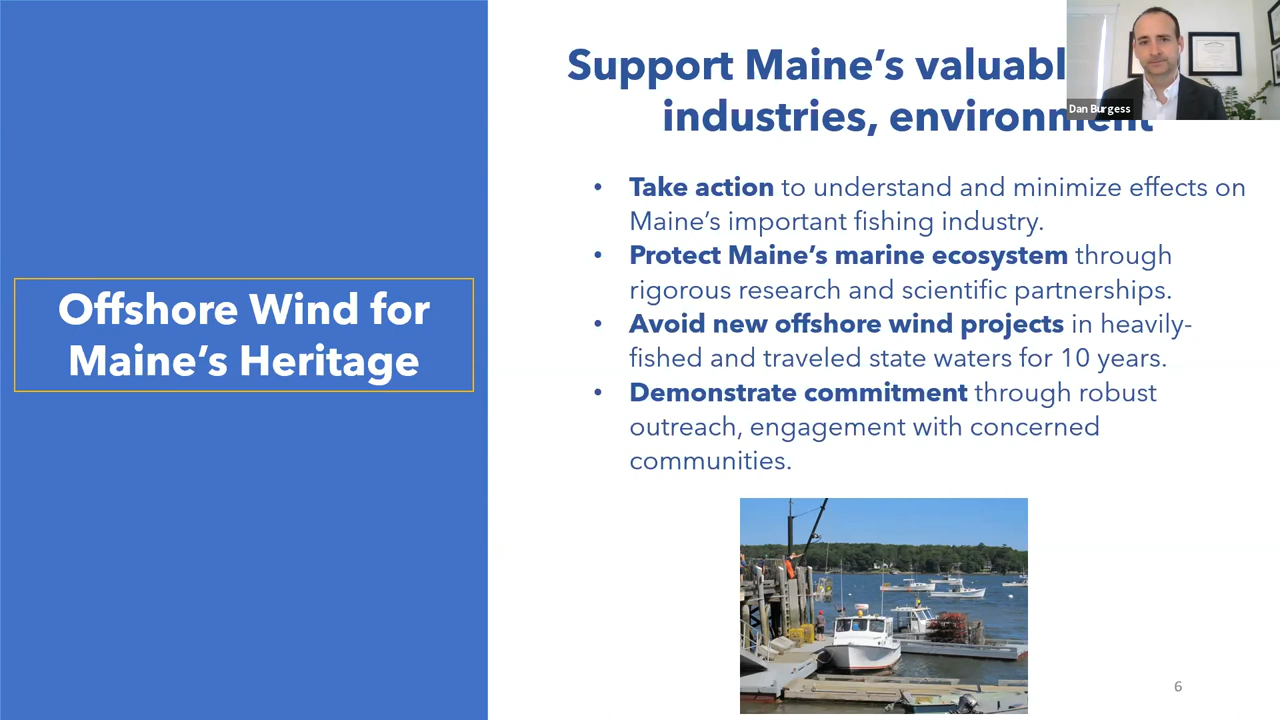 Support Maine's valuabl
industries, environment
Dan Burgess
• Take action to understand and minimize effects on
Maine's important fishing industry.
• Protect Maine's marine ecosystem through
rigorous research and scientific partnerships.
• Avoid new offshore wind projects in heavily-
fished and traveled state waters for 10 years.
• Demonstrate commitment through robust
outreach, engagement with concerned
communities.
Offshore Wind for
Maine's Heritage
6